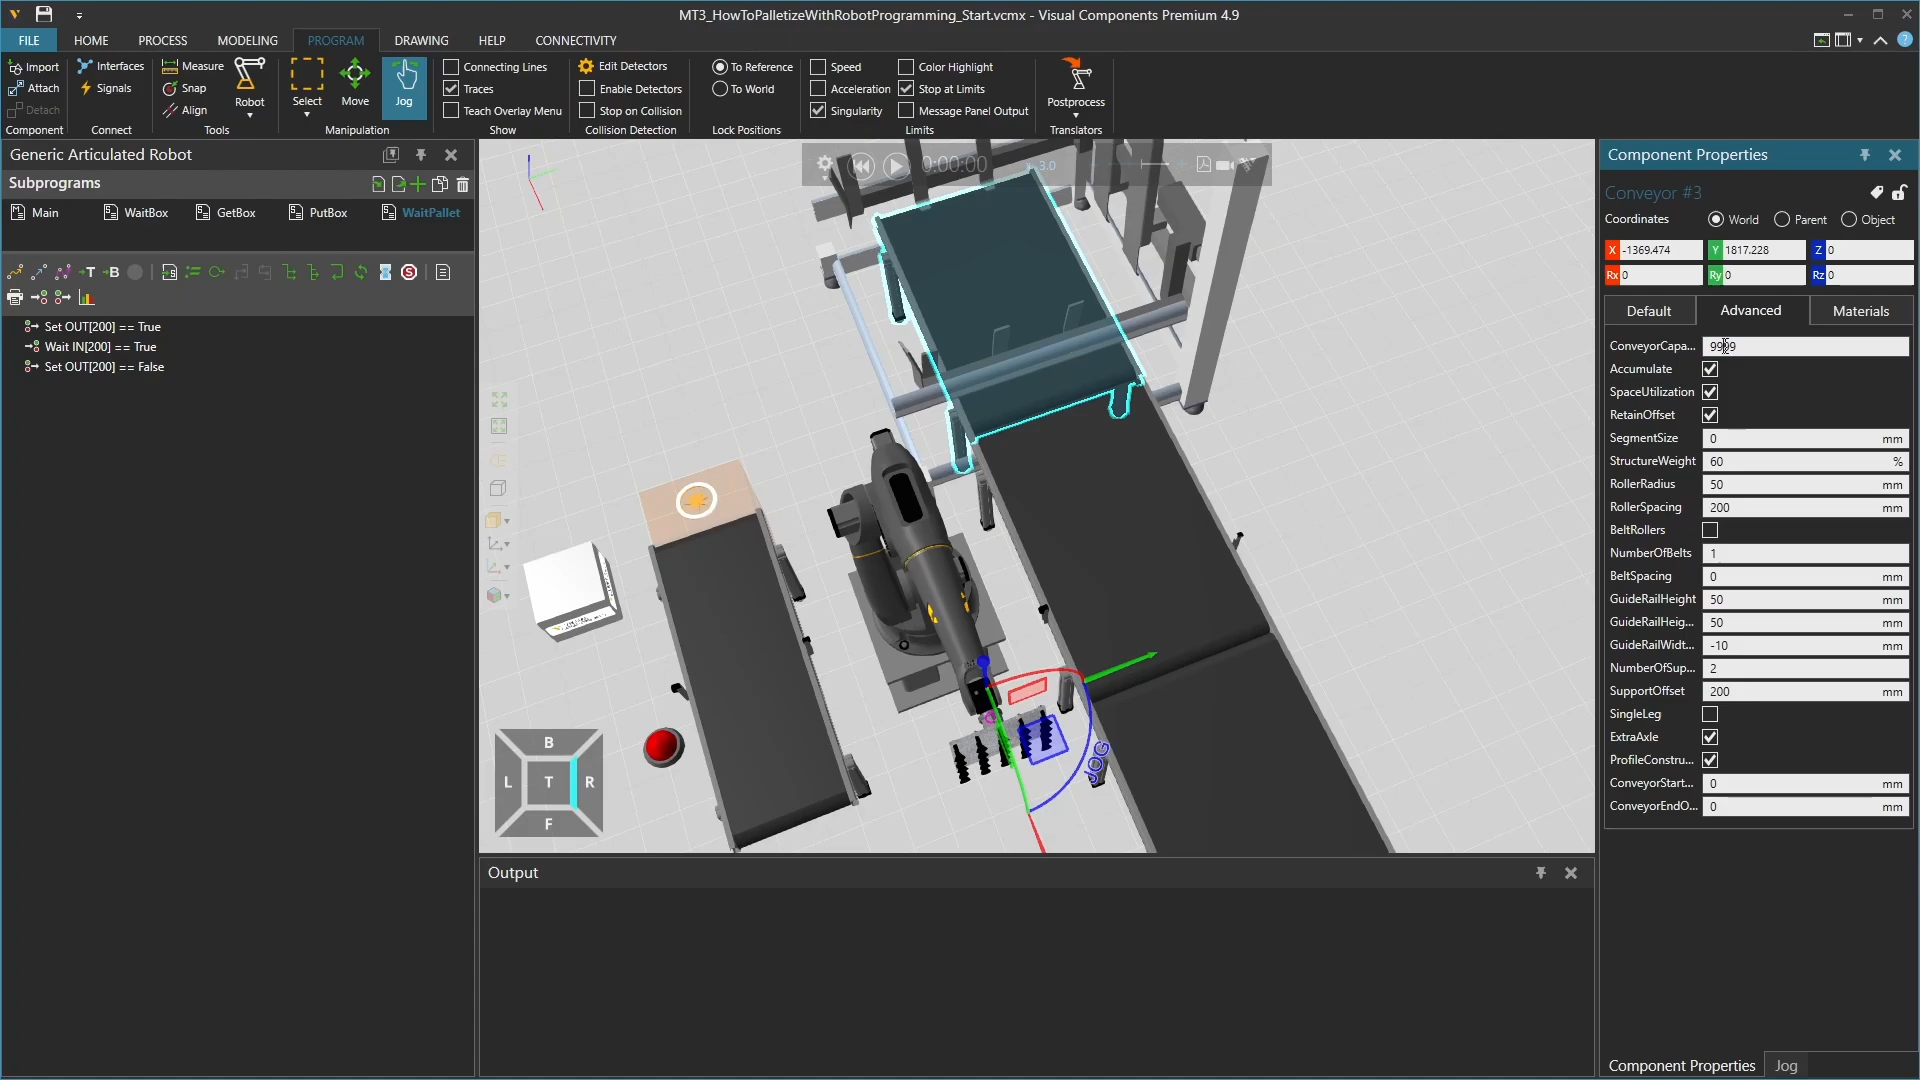 MT3_HowToPalletizeWithRobotProgramming_Start.vcmx - Visual Components Premium 4.9
FILE HOME PROCESS MODELING PROGRAM DRAWING HELP CONNECTIVITY
Import Interfaces Measure Connecting Lines Edit Detectors To Reference Speed Color Highlight
Attach Signals Snap Traces Enable Detectors To World Acceleration Stop at Limits
Detach Align Robot Select Move Jog Teach Overlay Menu Stop on Collision Singularity Message Panel Output Postprocess
Component Connect Tools Manipulation Show Collision Detection Lock Positions Limits Translators
Generic Articulated Robot
Subprograms
Main WaitBox GetBox PutBox WaitPallet
T B S S
Set OUT[200] == True
Wait IN[200] == True
Set OUT[200] == False
0:00:00 3.0
JOG
B
L T R
F
Output
Component Properties
Conveyor #3
Coordinates World Parent Object
X -1369.474 Y 1817.228 Z 0
Rx 0 Ry 0 Rz 0
Default Advanced Materials
ConveyorCapa... 9999
Accumulate
SpaceUtilization
RetainOffset
SegmentSize 0 mm
StructureWeight 60 %
RollerRadius 50 mm
RollerSpacing 200 mm
BeltRollers
NumberOfBelts 1
BeltSpacing 0 mm
GuideRailHeight 50 mm
GuideRailHeig... 50 mm
GuideRailWidt... -10 mm
NumberOfSup... 2
SupportOffset 200 mm
SingleLeg
ExtraAxle
ProfileConstru...
ConveyorStart... 0 mm
ConveyorEndO... 0 mm
Component Properties Jog